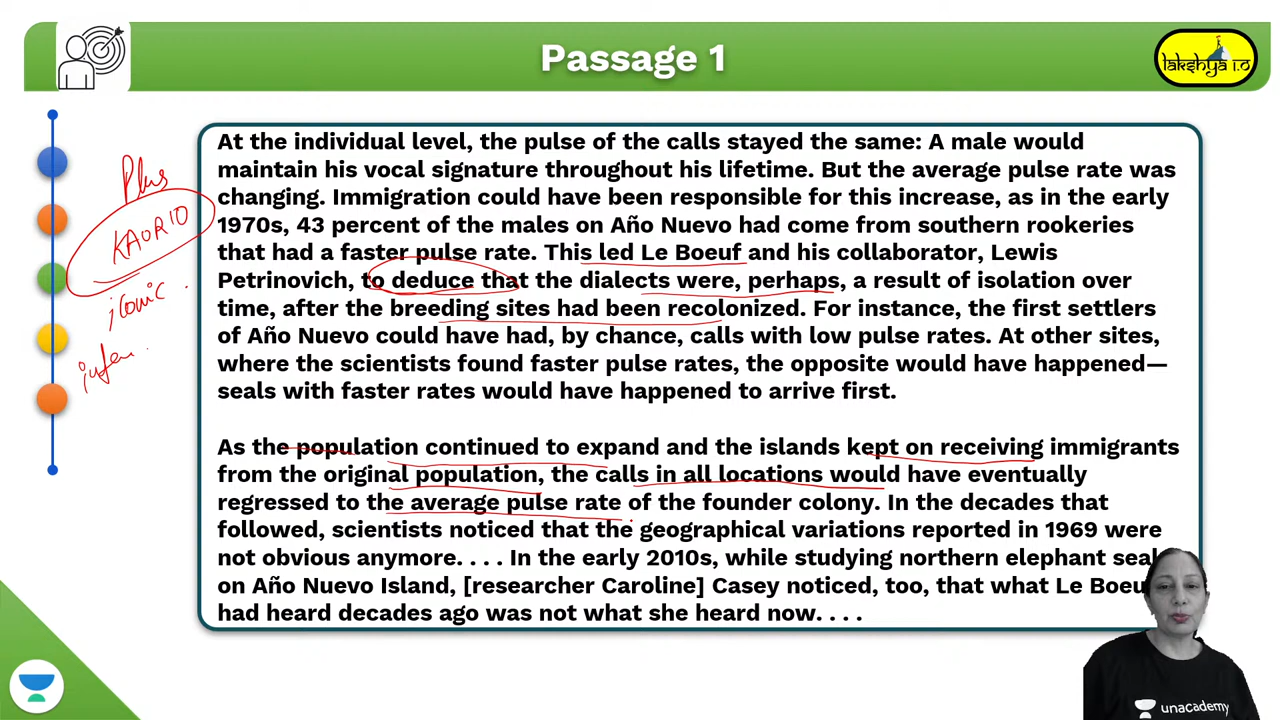 Passage 1
lakshya 1.0
Plus
KAOR10
iconic
infer
At the individual level, the pulse of the calls stayed the same: A male would
maintain his vocal signature throughout his lifetime. But the average pulse rate was
changing. Immigration could have been responsible for this increase, as in the early
1970s, 43 percent of the males on Año Nuevo had come from southern rookeries
that had a faster pulse rate. This led Le Boeuf and his collaborator, Lewis
Petrinovich, to deduce that the dialects were, perhaps, a result of isolation over
time, after the breeding sites had been recolonized. For instance, the first settlers
of Año Nuevo could have had, by chance, calls with low pulse rates. At other sites,
where the scientists found faster pulse rates, the opposite would have happened—
seals with faster rates would have happened to arrive first.
As the population continued to expand and the islands kept on receiving immigrants
from the original population, the calls in all locations would have eventually
regressed to the average pulse rate of the founder colony. In the decades that
followed, scientists noticed that the geographical variations reported in 1969 were
not obvious anymore. . . . In the early 2010s, while studying northern elephant seal
on Año Nuevo Island, [researcher Caroline] Casey noticed, too, that what Le Boeu
had heard decades ago was not what she heard now. . . .
unacademy